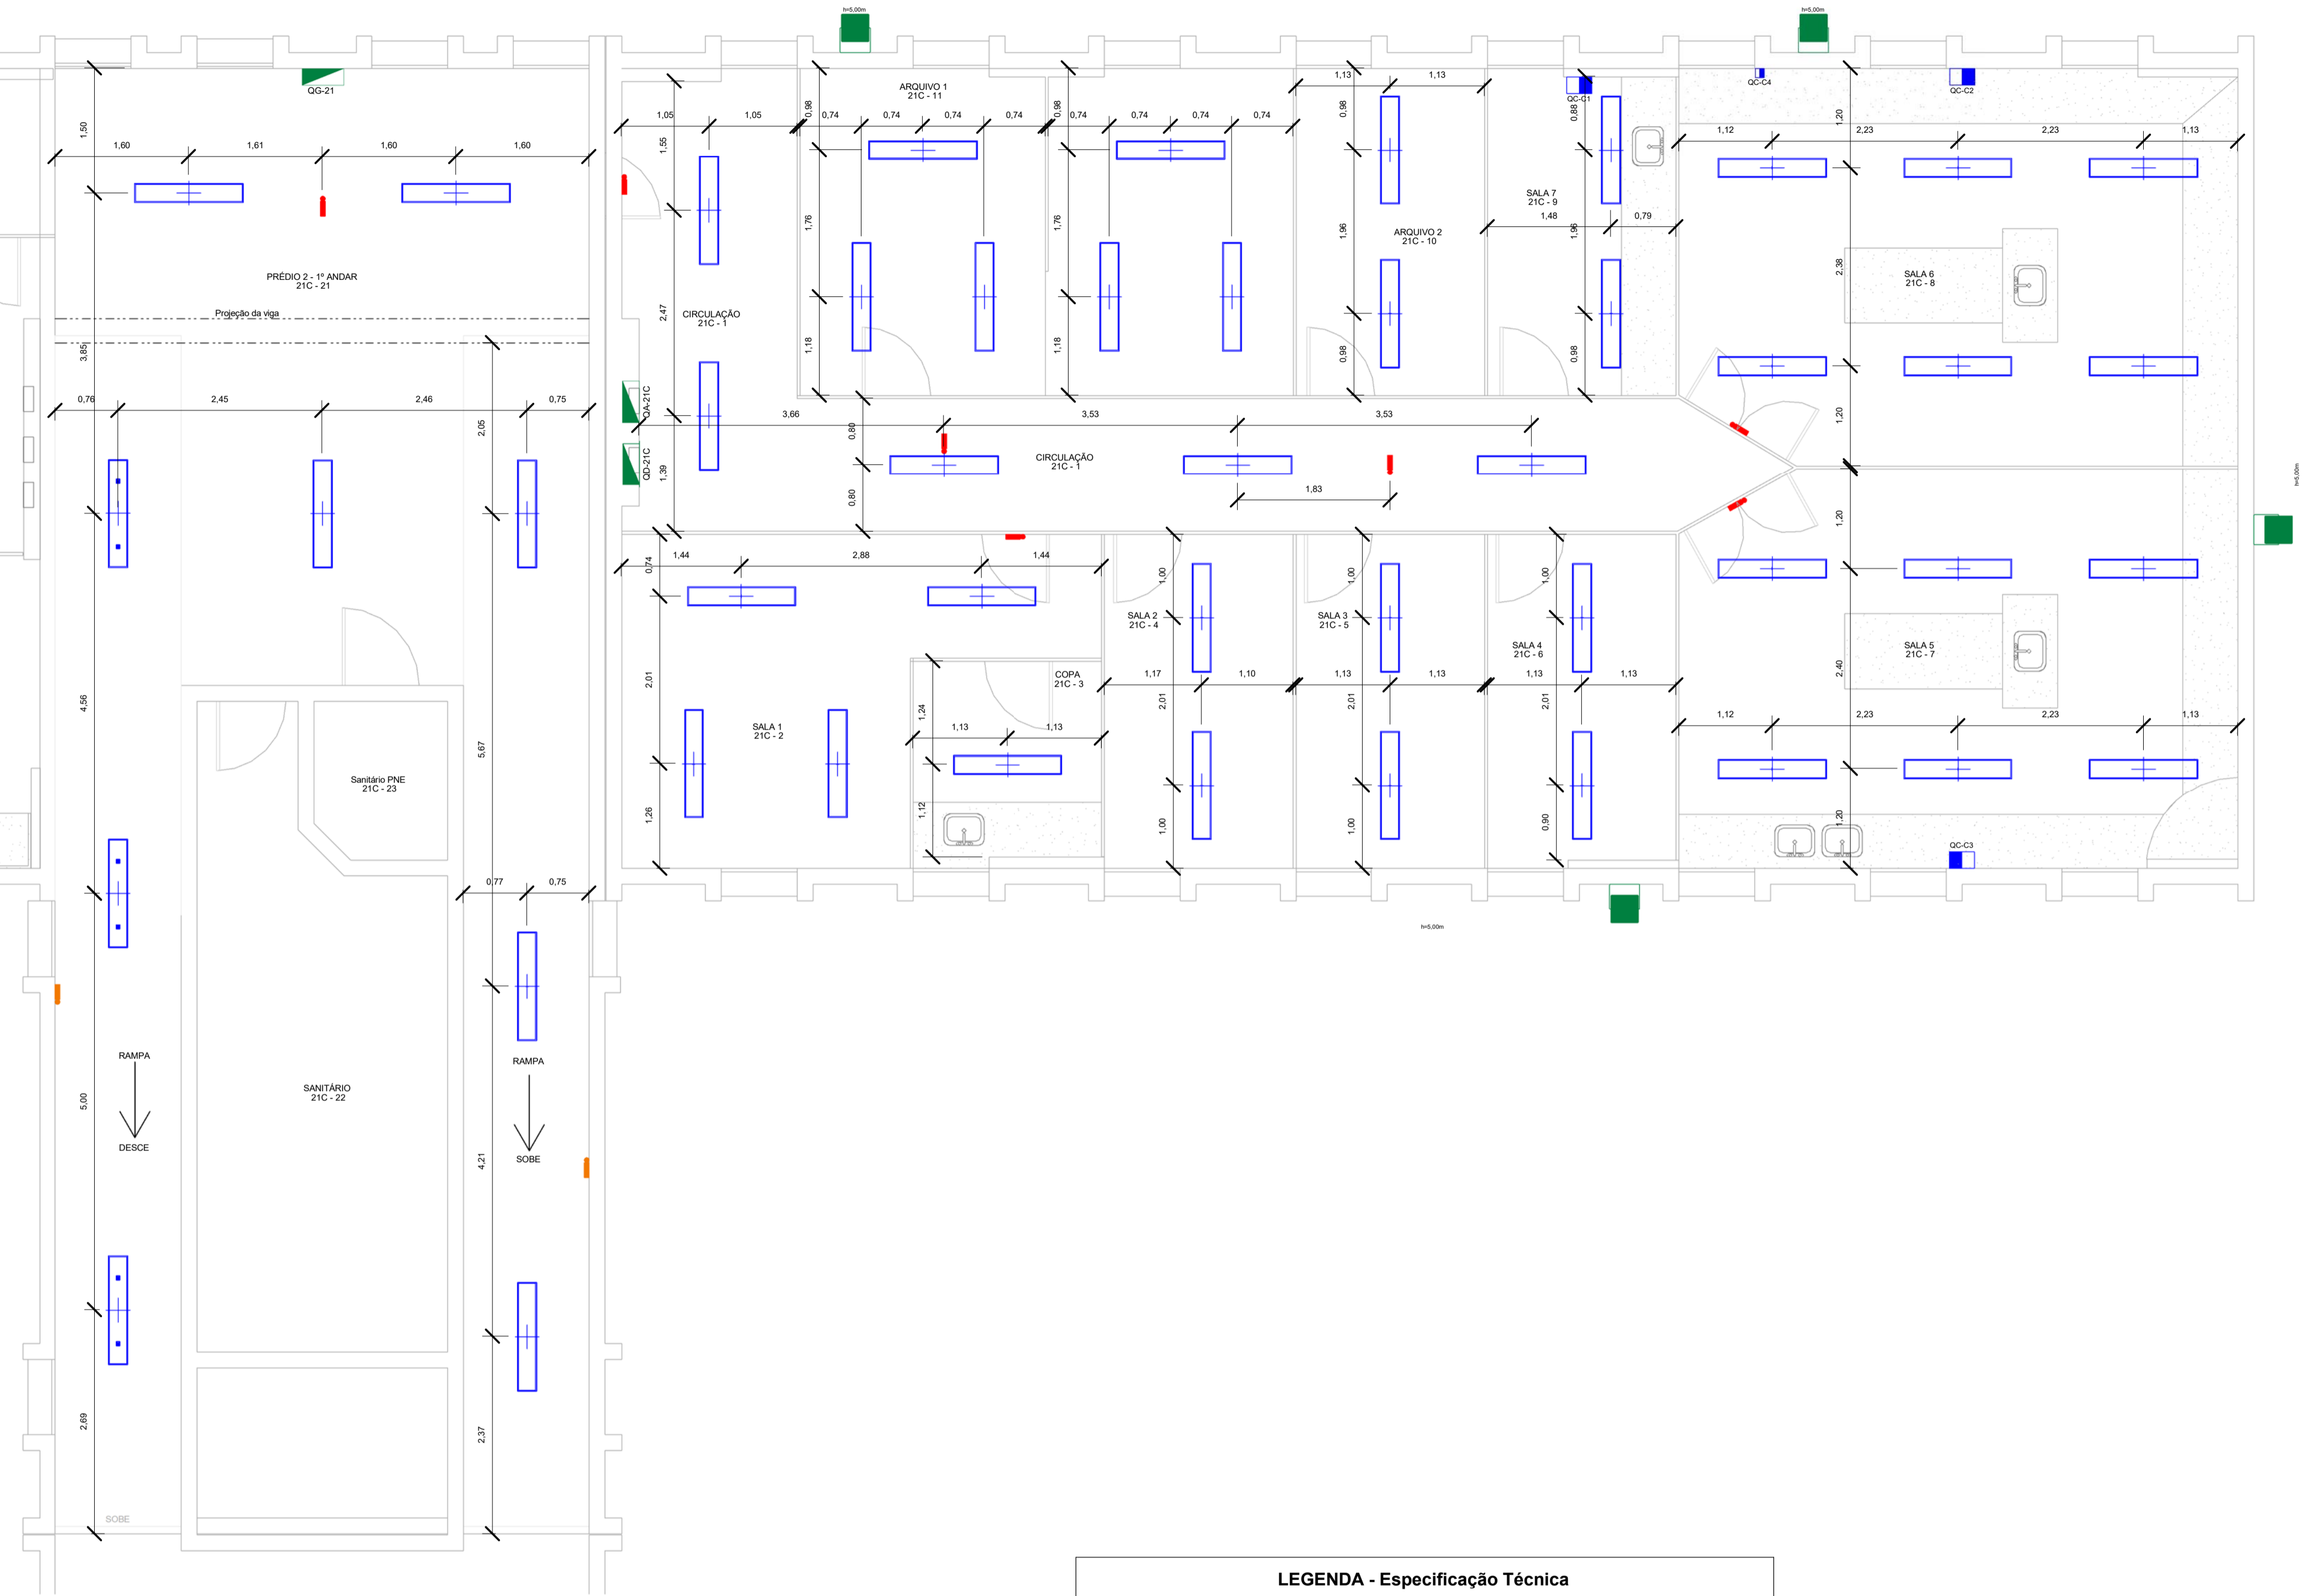 h=5,00m
h=5,00m
QG-21
ARQUIVO 1
21C - 11
1,13
1,13
QC-C1
QC-C4
QC-C2
1,50
1,60
1,61
1,60
1,60
1,05
1,05
1,55
0,98
0,74
0,74
0,74
0,74
0,98
0,74
0,74
0,74
0,74
0,98
0,88
1,20
1,12
2,23
2,23
1,13
SALA 7
21C - 9
1,48
0,79
1,76
1,76
1,96
1,96
ARQUIVO 2
21C - 10
PRÉDIO 2 - 1º ANDAR
21C - 21
Projeção da viga
CIRCULAÇÃO
21C - 1
2,47
SALA 6
21C - 8
2,38
3,85
1,18
1,18
0,98
0,98
0,76
2,45
2,46
0,75
2,05
QA-21C
3,66
3,53
3,53
0,80
1,20
QD-21C
1,39
CIRCULAÇÃO
21C - 1
0,80
1,83
h=5,00m
1,20
0,74
1,44
2,88
1,44
1,00
1,00
1,00
SALA 2
21C - 4
SALA 3
21C - 5
SALA 4
21C - 6
SALA 5
21C - 7
COPA
21C - 3
2,01
1,17
1,10
1,13
1,13
1,13
1,13
2,40
4,56
5,67
SALA 1
21C - 2
1,24
1,13
1,13
2,01
2,01
2,01
1,12
2,23
2,23
1,13
Sanitário PNE
21C - 23
1,26
1,12
1,00
1,00
0,90
1,20
QC-C3
0,77
0,75
h=5,00m
RAMPA
DESCE
5,00
SANITÁRIO
21C - 22
RAMPA
SOBE
4,21
2,69
2,37
SOBE
LEGENDA - Especificação Técnica